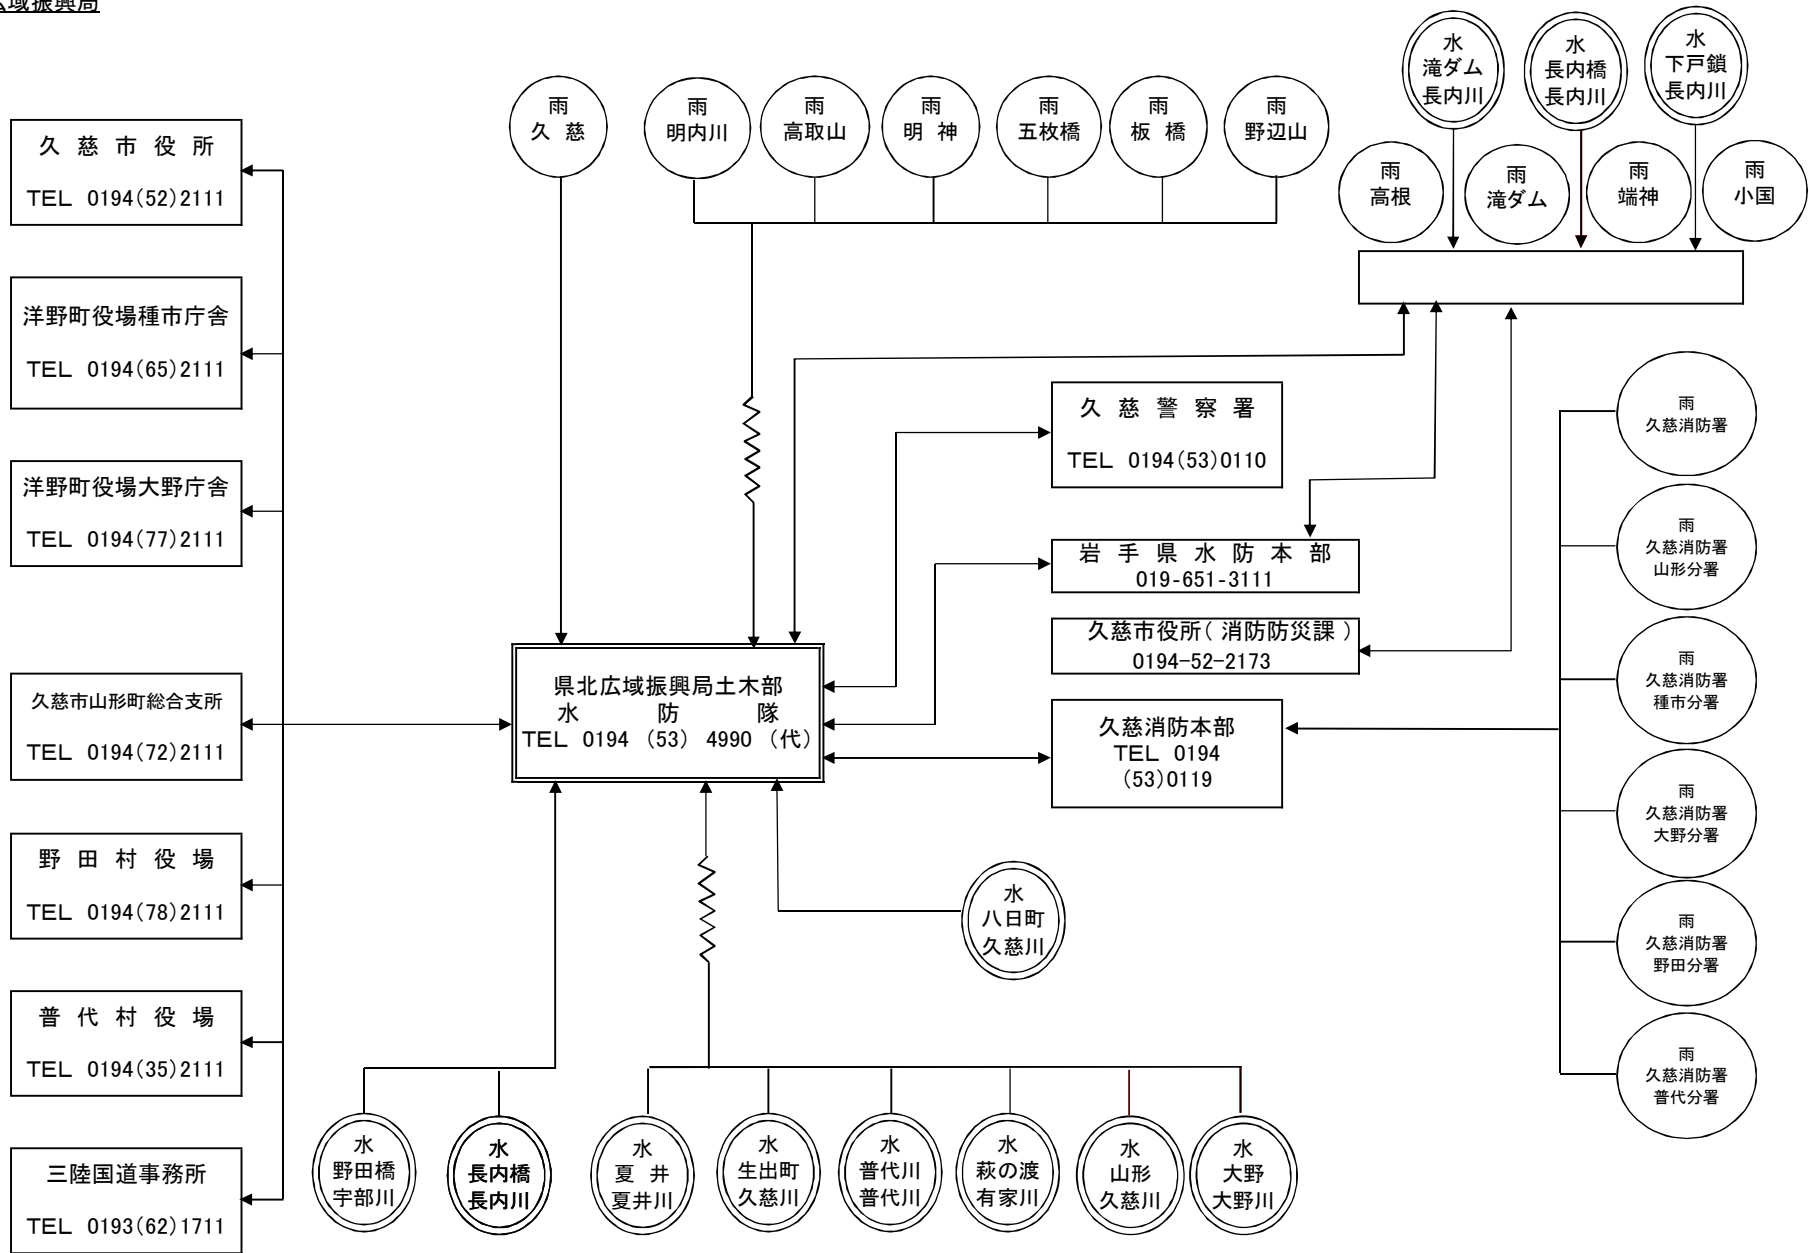 広域振興局
水
滝ダム
長内川
水
長内橋
長内川
水
下戸鎖
長内川
雨
久 慈
雨
明内川
雨
高取山
雨
明 神
雨
五枚橋
雨
板 橋
雨
野辺山
雨
高根
雨
滝ダム
雨
端神
雨
小国
久 慈 市 役 所
TEL 0194(52)2111
洋野町役場種市庁舎
TEL 0194(65)2111
洋野町役場大野庁舎
TEL 0194(77)2111
久慈市山形町総合支所
TEL 0194(72)2111
野 田 村 役 場
TEL 0194(78)2111
普 代 村 役 場
TEL 0194(35)2111
三陸国道事務所
TEL 0193(62)1711
県北広域振興局土木部
水 防 隊
TEL 0194 (53) 4990 (代)
久 慈 警 察 署
TEL 0194(53)0110
岩 手 県 水 防 本 部
019-651-3111
久慈市役所( 消防防災課 )
0194-52-2173
久慈消防本部
TEL 0194
(53)0119
雨
久慈消防署
雨
久慈消防署
山形分署
雨
久慈消防署
種市分署
雨
久慈消防署
大野分署
雨
久慈消防署
野田分署
雨
久慈消防署
普代分署
水
八日町
久慈川
水
野田橋
宇部川
水
長内橋
長内川
水
夏 井
夏井川
水
生出町
久慈川
水
普代川
普代川
水
萩の渡
有家川
水
山形
久慈川
水
大野
大野川